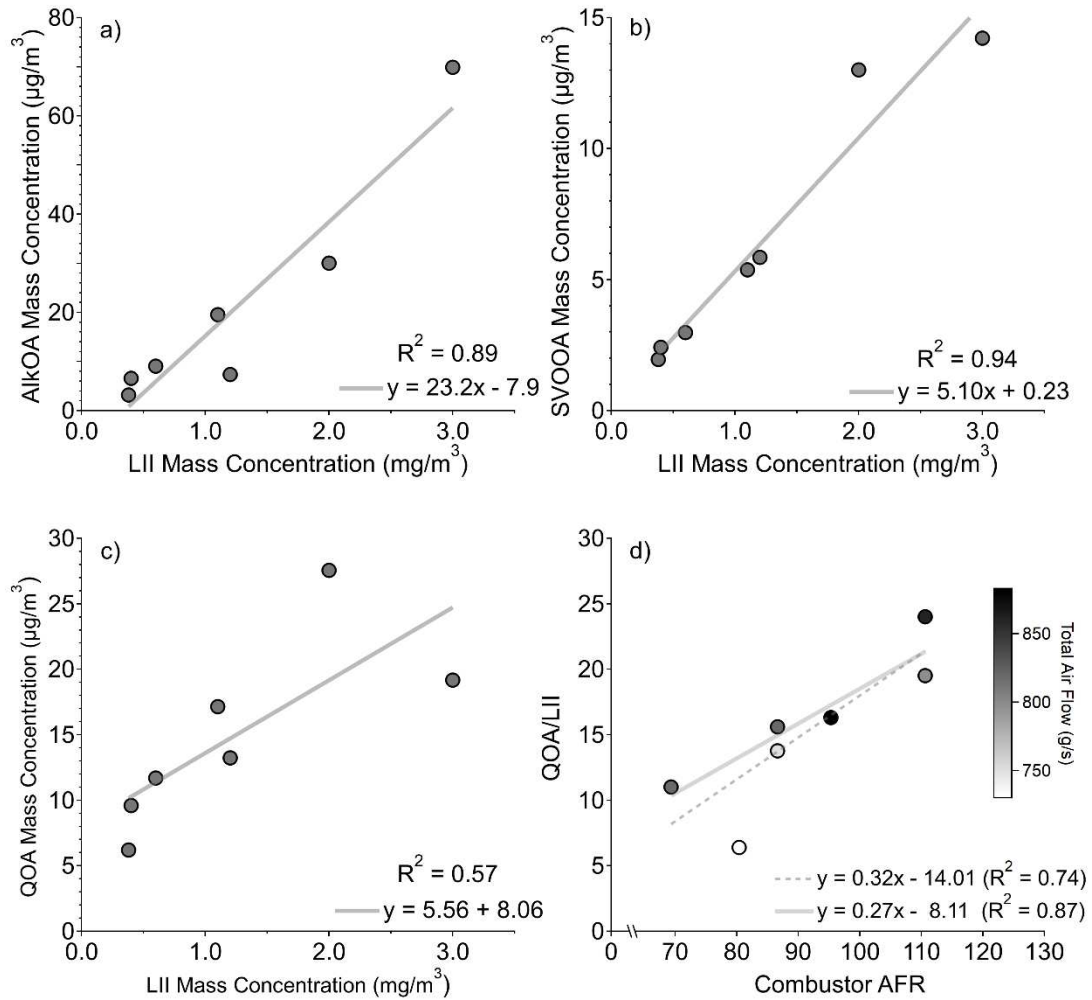 a)
AlkOA Mass Concentration (µg/m³)
80
60
40
20
0
R² = 0.89
y = 23.2x - 7.9
0.0 1.0 2.0 3.0
LII Mass Concentration (mg/m³)
b)
SVOOA Mass Concentration (µg/m³)
15
10
5
0
R² = 0.94
y = 5.10x + 0.23
0.0 1.0 2.0 3.0
LII Mass Concentration (mg/m³)
c)
QOA Mass Concentration (µg/m³)
30
25
20
15
10
5
0
R² = 0.57
y = 5.56 + 8.06
0.0 1.0 2.0 3.0
LII Mass Concentration (mg/m³)
d)
QOA/LII
30
25
20
15
10
5
0
850
800
750
Total Air Flow (g/s)
y = 0.32x - 14.01 (R² = 0.74)
y = 0.27x - 8.11 (R² = 0.87)
70 80 90 100 110 120 130
Combustor AFR